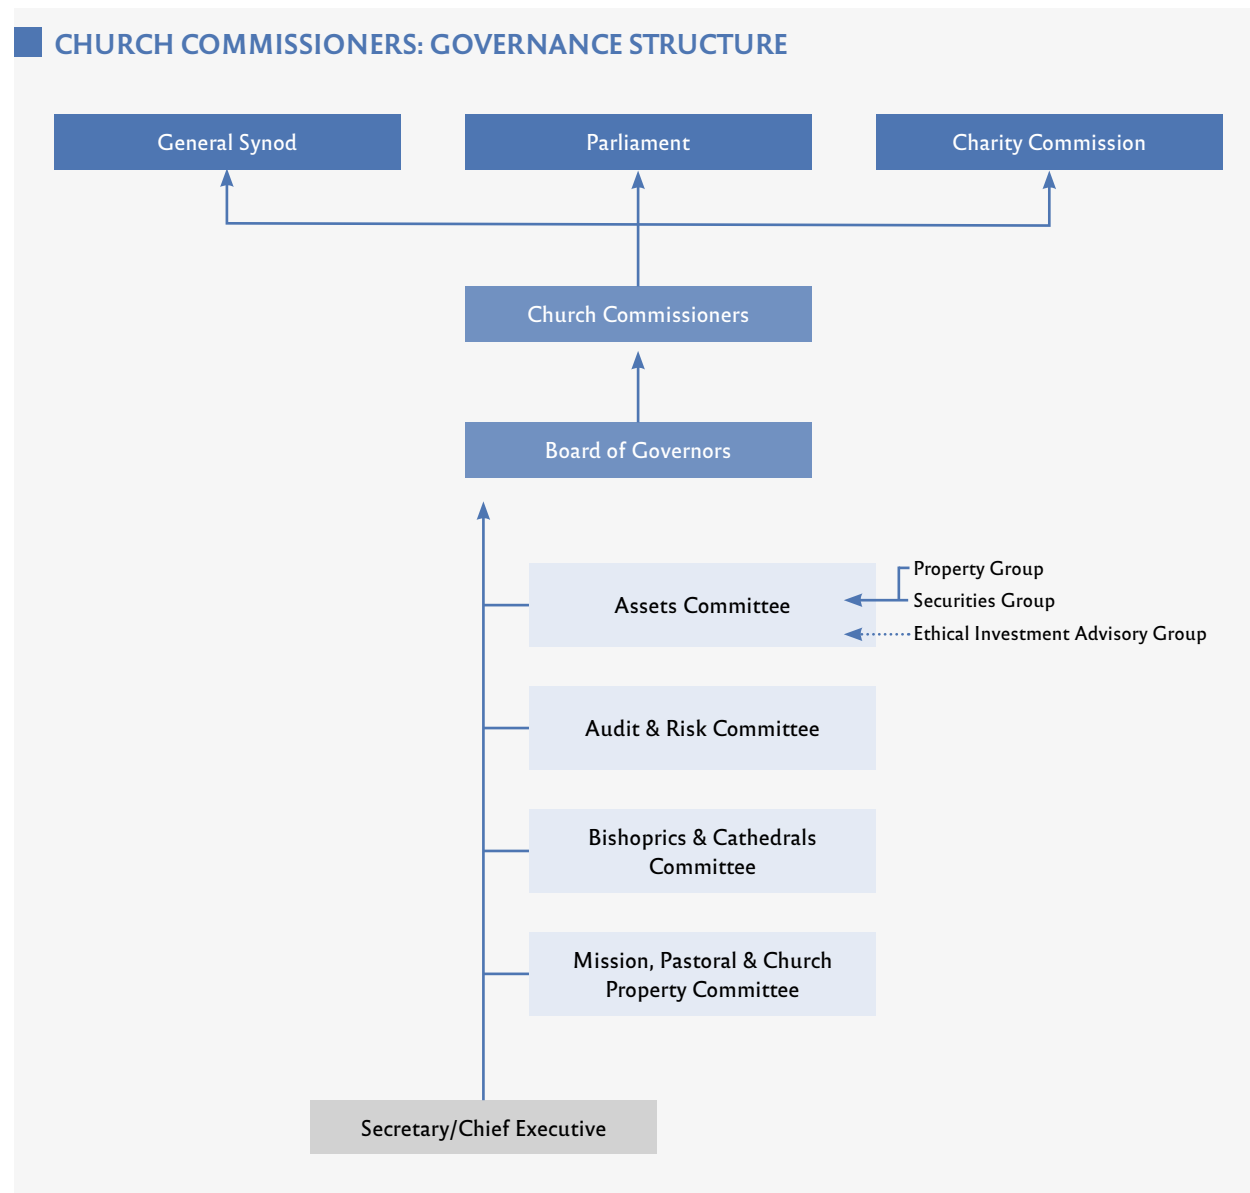 CHURCH COMMISSIONERS: GOVERNANCE STRUCTURE
General Synod
Parliament
Charity Commission
Church Commissioners
Board of Governors
Assets Committee
Property Group
Securities Group
Ethical Investment Advisory Group
Audit & Risk Committee
Bishoprics & Cathedrals
Committee
Mission, Pastoral & Church
Property Committee
Secretary/Chief Executive